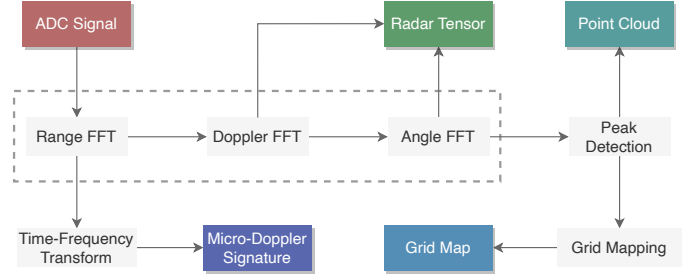 ADC Signal
Radar Tensor
Point Cloud
Range FFT
Doppler FFT
Angle FFT
Peak
Detection
Time-Frequency
Transform
Micro-Doppler
Signature
Grid Map
Grid Mapping